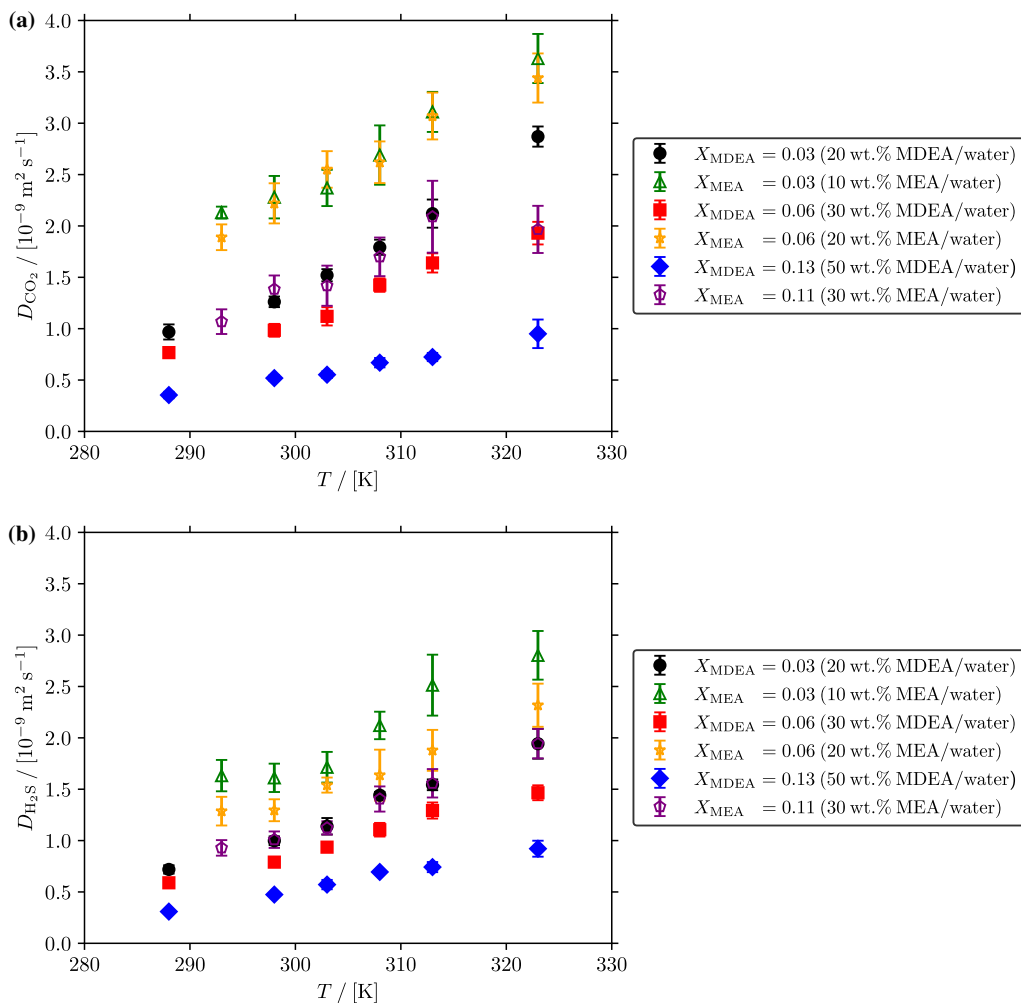 (a)
4.0
3.5
3.0
2.5
2.0
1.5
1.0
0.5
0.0
D_CO₂ / [10⁻⁹ m² s⁻¹]
280 290 300 310 320 330
T / [K]
X_MDEA = 0.03 (20 wt.% MDEA/water)
X_MEA = 0.03 (10 wt.% MEA/water)
X_MDEA = 0.06 (30 wt.% MDEA/water)
X_MEA = 0.06 (20 wt.% MEA/water)
X_MDEA = 0.13 (50 wt.% MDEA/water)
X_MEA = 0.11 (30 wt.% MEA/water)
(b)
4.0
3.5
3.0
2.5
2.0
1.5
1.0
0.5
0.0
D_H₂S / [10⁻⁹ m² s⁻¹]
280 290 300 310 320 330
T / [K]
X_MDEA = 0.03 (20 wt.% MDEA/water)
X_MEA = 0.03 (10 wt.% MEA/water)
X_MDEA = 0.06 (30 wt.% MDEA/water)
X_MEA = 0.06 (20 wt.% MEA/water)
X_MDEA = 0.13 (50 wt.% MDEA/water)
X_MEA = 0.11 (30 wt.% MEA/water)